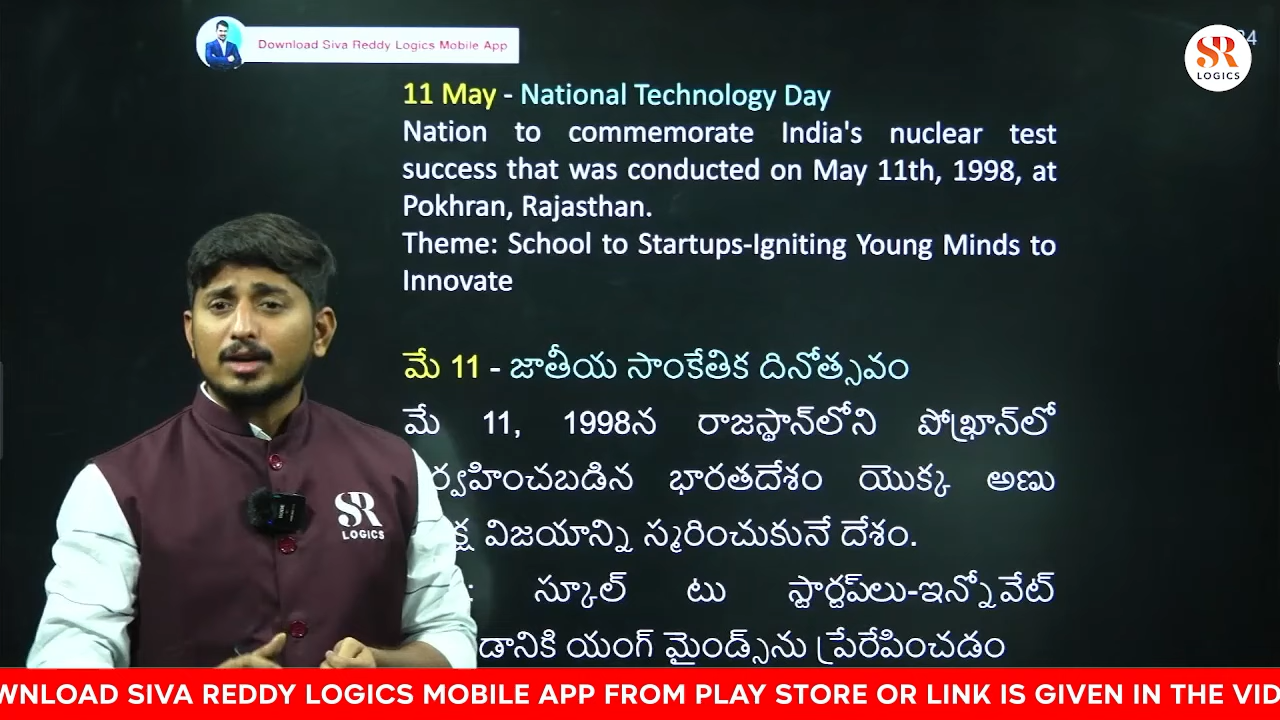 Download Siva Reddy Logics Mobile App
SR
LOGICS
11 May - National Technology Day
Nation to commemorate India's nuclear test
success that was conducted on May 11th, 1998, at
Pokhran, Rajasthan.
Theme: School to Startups-Igniting Young Minds to
Innovate
మే 11 - జాతీయ సాంకేతిక దినోత్సవం
మే 11, 1998న రాజస్థాన్‌లోని పోఖ్రాన్‌లో
భారతదేశం యొక్క అణు
విజయాన్ని స్మరించుకునే దేశం.
స్కూల్ టు స్టార్టప్‌లు-ఇన్నోవేట్
యంగ్ మైండ్స్‌ను ప్రేరేపించడం
SR
LOGICS
SIVA REDDY LOGICS MOBILE APP FROM PLAY STORE OR LINK IS GIVEN IN THE